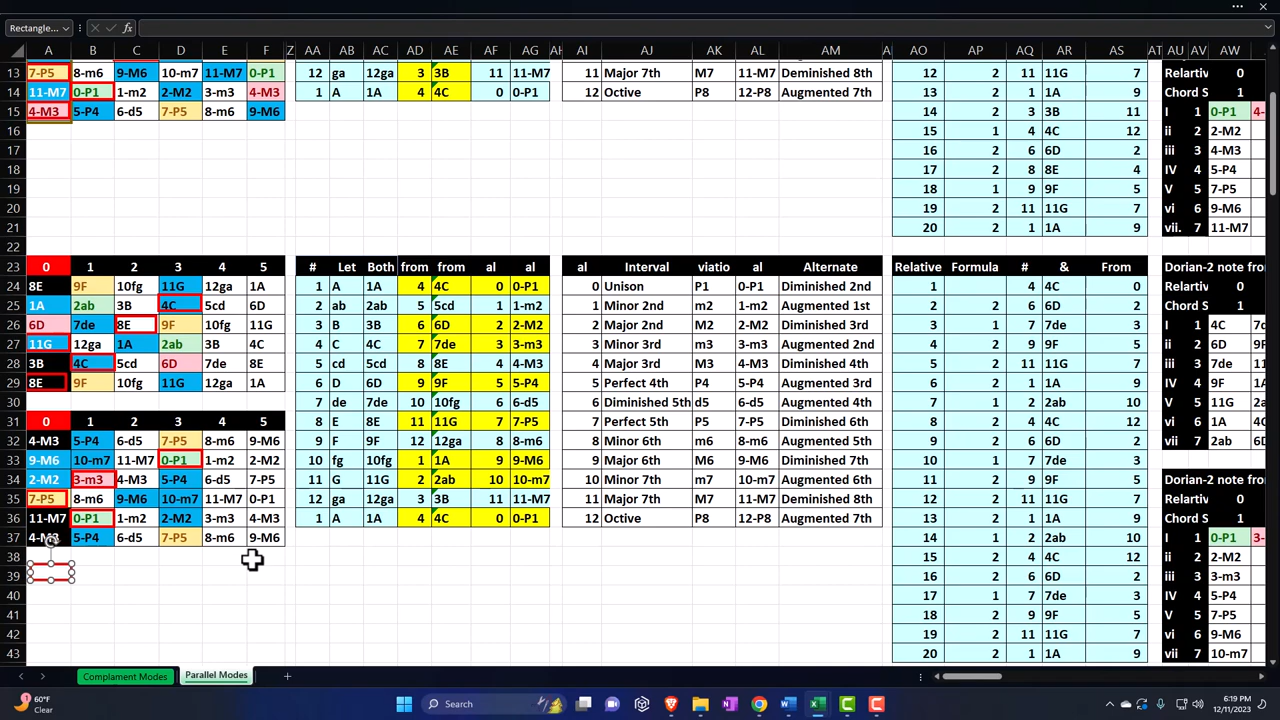 Rectangle...
fx
A B C D E F Z AA AB AC AD AE AF AG AH AI AJ AK AL AM A AO AP AQ AR AS AT AU AV AW
13 7-P5 8-m6 9-M6 10-m7 11-M7 0-P1 12 ga 12ga 3 3B 11 11-M7 11 Major 7th M7 11-M7 Deminished 8th 12 2 11 11G 7 Relartiv 0
14 11-M7 0-P1 1-m2 2-M2 3-m3 4-M3 1 A 1A 4 4C 0 0-P1 12 Octive P8 12-P8 Augmented 7th 13 2 1 1A 9 Chord S 1
15 4-M3 5-P4 6-d5 7-P5 8-m6 9-M6 14 2 3 3B 11 I 1 0-P1 4-
16 15 1 4 4C 12 ii 2 2-M2
17 16 2 6 6D 2 iii 3 4-M3
18 17 2 8 8E 4 IV 4 5-P4
19 18 1 9 9F 5 V 5 7-P5
20 19 2 11 11G 7 vi 6 9-M6
21 20 2 1 1A 9 vii. 7 11-M7
22
23 0 1 2 3 4 5 # Let Both from from al al al Interval viatio al Alternate Relative Formula # & From Dorian-2 note from
24 8E 9F 10fg 11G 12ga 1A 1 A 1A 4 4C 0 0-P1 0 Unison P1 0-P1 Diminished 2nd 1 4 4C 0 Relartiv 0
25 1A 2ab 3B 4C 5cd 6D 2 ab 2ab 5 5cd 1 1-m2 1 Minor 2nd m2 1-m2 Augmented 1st 2 2 6 6D 2 Chord S 1
26 6D 7de 8E 9F 10fg 11G 3 B 3B 6 6D 2 2-M2 2 Major 2nd M2 2-M2 Diminished 3rd 3 1 7 7de 3 I 1 4C 7de
27 11G 12ga 1A 2ab 3B 4C 4 C 4C 7 7de 3 3-m3 3 Minor 3rd m3 3-m3 Augmented 2nd 4 2 9 9F 5 ii 2 6D 9F
28 3B 4C 5cd 6D 7de 8E 5 cd 5cd 8 8E 4 4-M3 4 Major 3rd M3 4-M3 Diminished 4th 5 2 11 11G 7 iii 3 7de 11G
29 8E 9F 10fg 11G 12ga 1A 6 D 6D 9 9F 5 5-P4 5 Perfect 4th P4 5-P4 Augmented 3rd 6 2 1 1A 9 IV 4 9F 1A
30 7 de 7de 10 10fg 6 6-d5 6 Diminished 5th d5 6-d5 Augmented 4th 7 1 2 2ab 10 V 5 11G 2ab
31 0 1 2 3 4 5 8 E 8E 11 11G 7 7-P5 7 Perfect 5th P5 7-P5 Diminished 6th 8 2 4 4C 12 vi 6 1A 4C
32 4-M3 5-P4 6-d5 7-P5 8-m6 9-M6 9 F 9F 12 12ga 8 8-m6 8 Minor 6th m6 8-m6 Augmented 5th 9 2 6 6D 2 vii 7 2ab 6D
33 9-M6 10-m7 11-M7 0-P1 1-m2 2-M2 10 fg 10fg 1 1A 9 9-M6 9 Major 6th M6 9-M6 Diminished 7th 10 1 7 7de 3
34 2-M2 3-m3 4-M3 5-P4 6-d5 7-P5 11 G 11G 2 2ab 10 10-m7 10 Minor 7th m7 10-m7 Augmented 6th 11 2 9 9F 5 Dorian-2 note from
35 7-P5 8-m6 9-M6 10-m7 11-M7 0-P1 12 ga 12ga 3 3B 11 11-M7 11 Major 7th M7 11-M7 Deminished 8th 12 2 11 11G 7 Relartiv 0
36 11-M7 0-P1 1-m2 2-M2 3-m3 4-M3 1 A 1A 4 4C 0 0-P1 12 Octive P8 12-P8 Augmented 7th 13 2 1 1A 9 Chord S 1
37 4-M3 5-P4 6-d5 7-P5 8-m6 9-M6 14 1 2 2ab 10 I 1 0-P1 3-
38 15 2 4 4C 12 ii 2 2-M2
39 16 2 6 6D 2 iii 3 3-m3
40 17 1 7 7de 3 IV 4 5-P4
41 18 2 9 9F 5 V 5 7-P5
42 19 2 11 11G 7 vi 6 9-M6
43 20 2 1 1A 9 vii 7 10-m7
Complament Modes Parallel Modes
60°F
Clear
Search
6:19 PM
12/11/2023